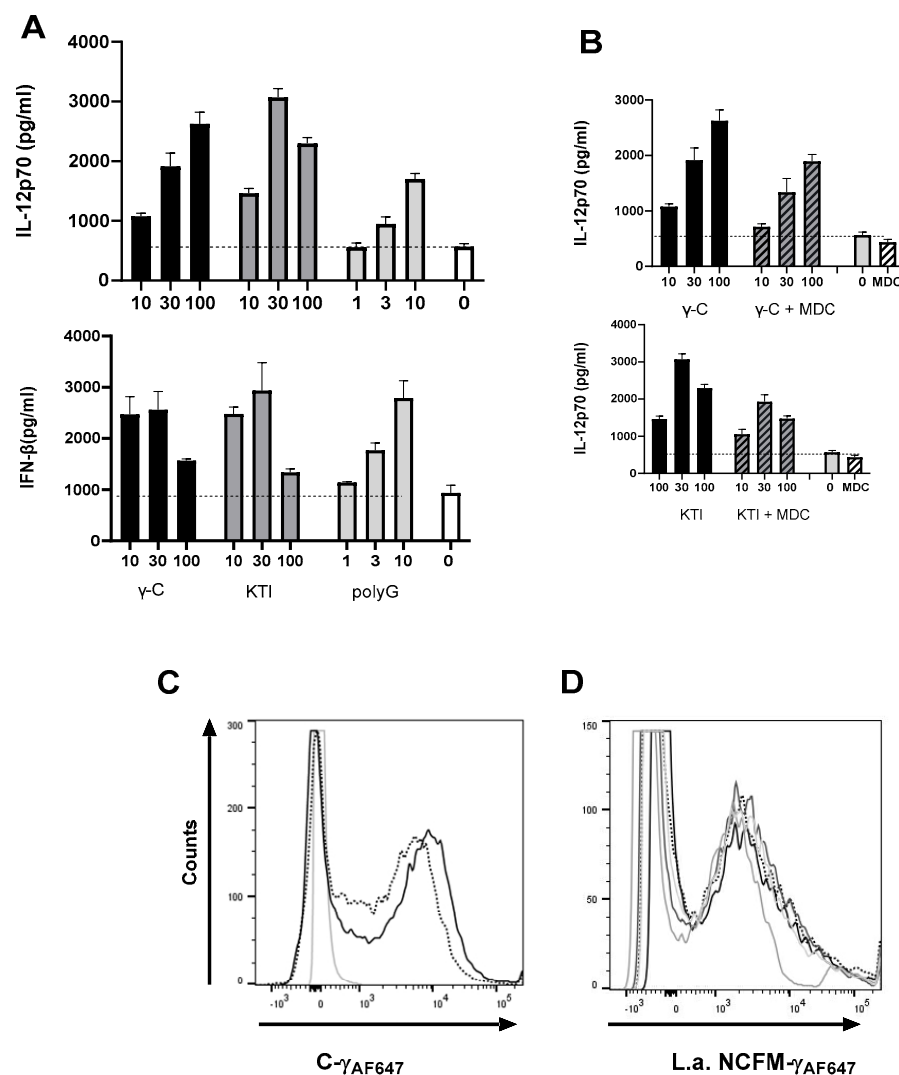 A
IL-12p70 (pg/ml)
4000
3000
2000
1000
0
10 30 100 10 30 100 1 3 10 0
IFN-β(pg/ml)
4000
3000
2000
1000
0
10 30 100 10 30 100 1 3 10 0
γ-C KTI polyG
B
IL-12p70 (pg/ml)
3000
2000
1000
0
10 30 100 10 30 100 0 MDC
γ-C γ-C + MDC
IL-12p70 (pg/ml)
4000
3000
2000
1000
0
100 30 100 10 30 100 0 MDC
KTI KTI + MDC
C
Counts
300
200
100
0
-10³ 0 10³ 10⁴ 10⁵
C-γAF647
D
150
100
50
0
-10³ 0 10³ 10⁴ 10⁵
L.a. NCFM-γAF647